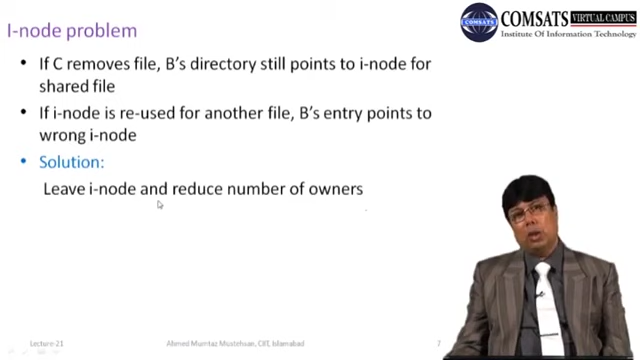 I-node problem
COMSATS VIRTUAL CAMPUS
Institute Of Information Technology
• If C removes file, B's directory still points to i-node for
shared file
• If i-node is re-used for another file, B's entry points to
wrong i-node
• Solution:
Leave i-node and reduce number of owners
Lecture-21
Ahmed Mumtaz Mustehsan, CIIT, Islamabad
7